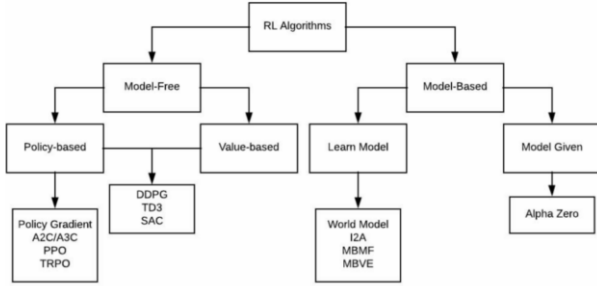 RL Algorithms
Model-Free
Model-Based
Policy-based
Value-based
Learn Model
Model Given
DDPG
TD3
SAC
Policy Gradient
A2C/A3C
PPO
TRPO
World Model
I2A
MBMF
MBVE
Alpha Zero